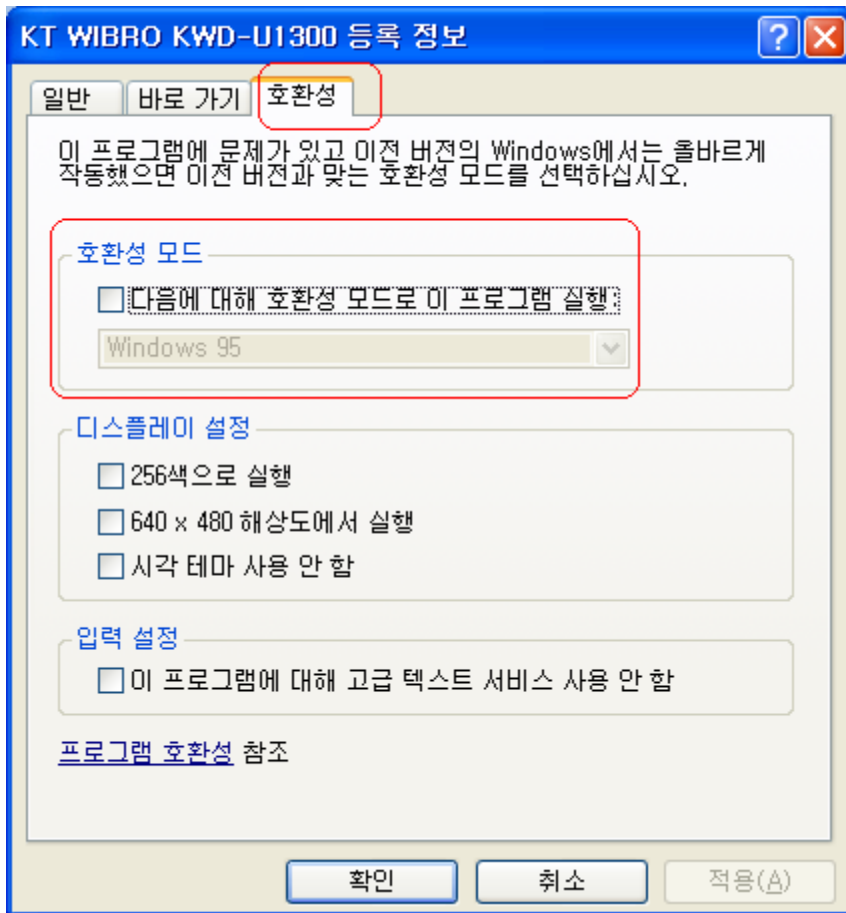 KT WIBRO KWD-U1300 등록 정보
일반
바로 가기
호환성
이 프로그램에 문제가 있고 이전 버전의 Windows에서는 올바르게
작동했으면 이전 버전과 맞는 호환성 모드를 선택하십시오.
호환성 모드
다음에 대해 호환성 모드로 이 프로그램 실행:
Windows 95
디스플레이 설정
256색으로 실행
640 x 480 해상도에서 실행
시각 테마 사용 안 함
입력 설정
이 프로그램에 대해 고급 텍스트 서비스 사용 안 함
프로그램 호환성 참조
확인
취소
적용(A)